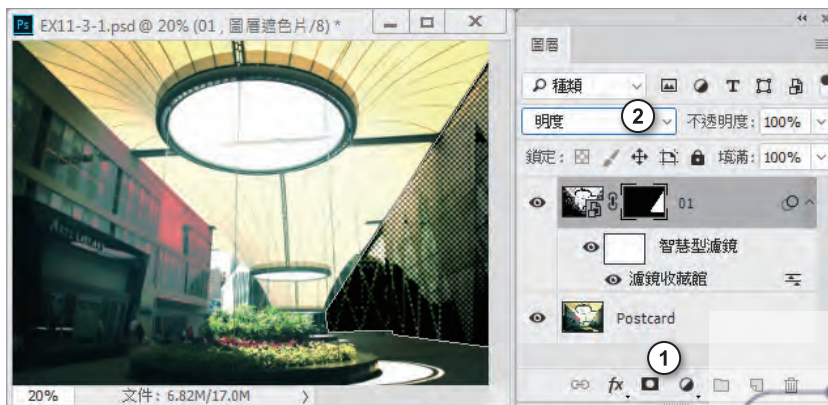 Ps EX11-3-1.psd @ 20% (01 , 圖層遮色片/8) *
圖層
種類
明度 ② 不透明度: 100%
鎖定: 填滿: 100%
01
智慧型濾鏡
濾鏡收藏館
Postcard
①
fx
20% 文件: 6.82M/17.0M